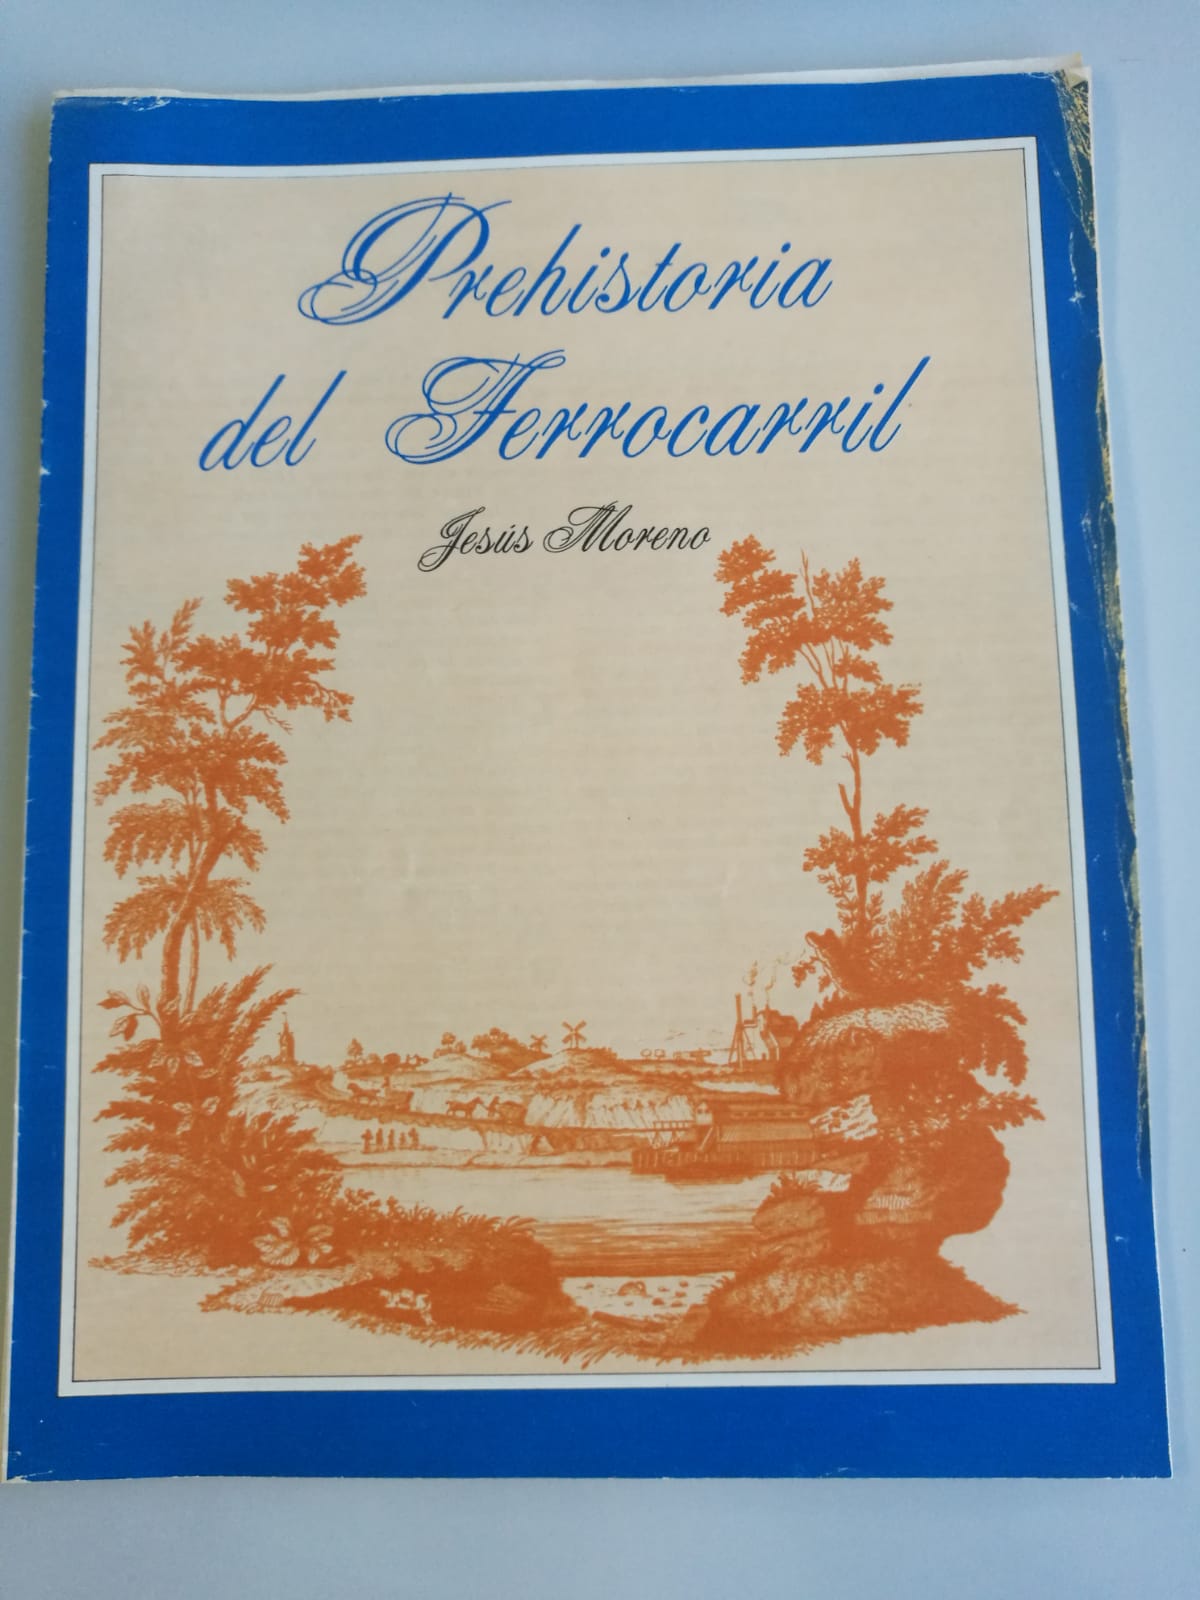 Prehistoria
del Ferrocarril
Jesús Moreno